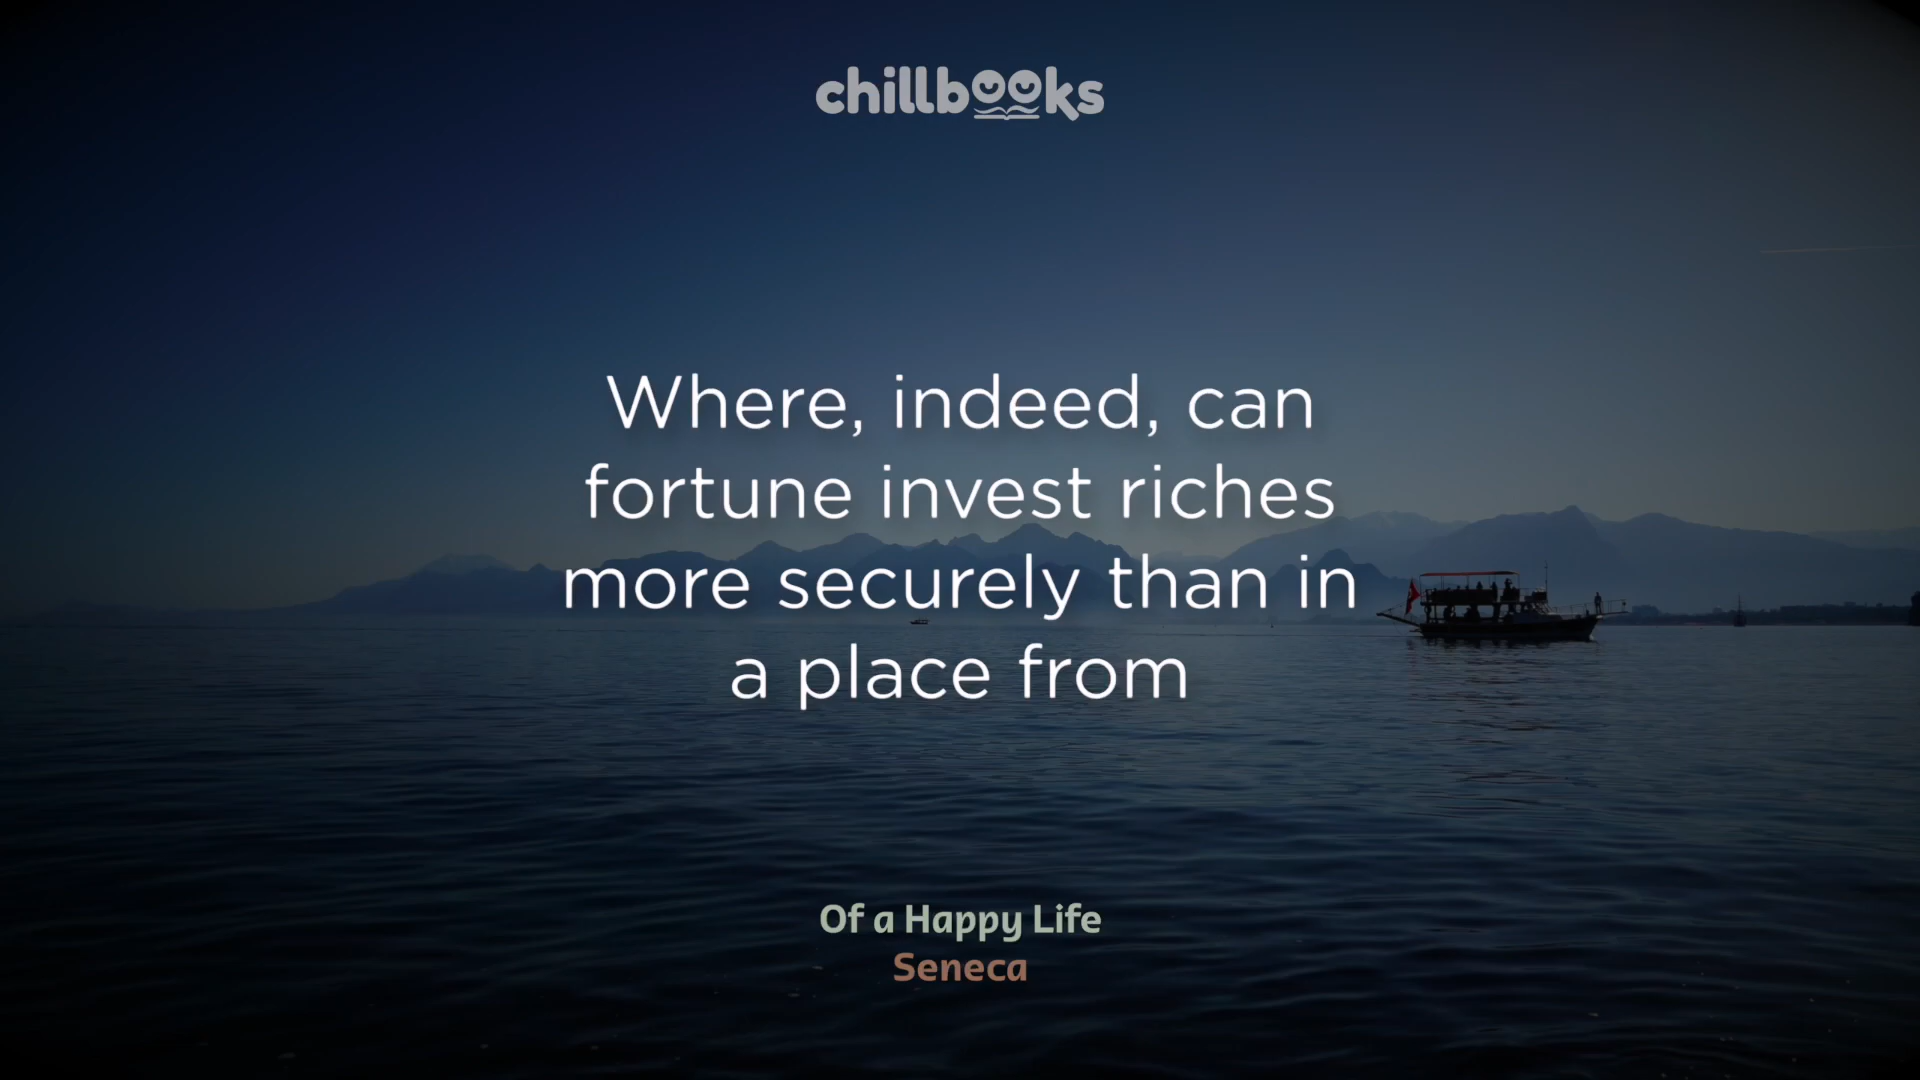 chillbooks
Where, indeed, can
fortune invest riches
more securely than in
a place from
Of a Happy Life
Seneca